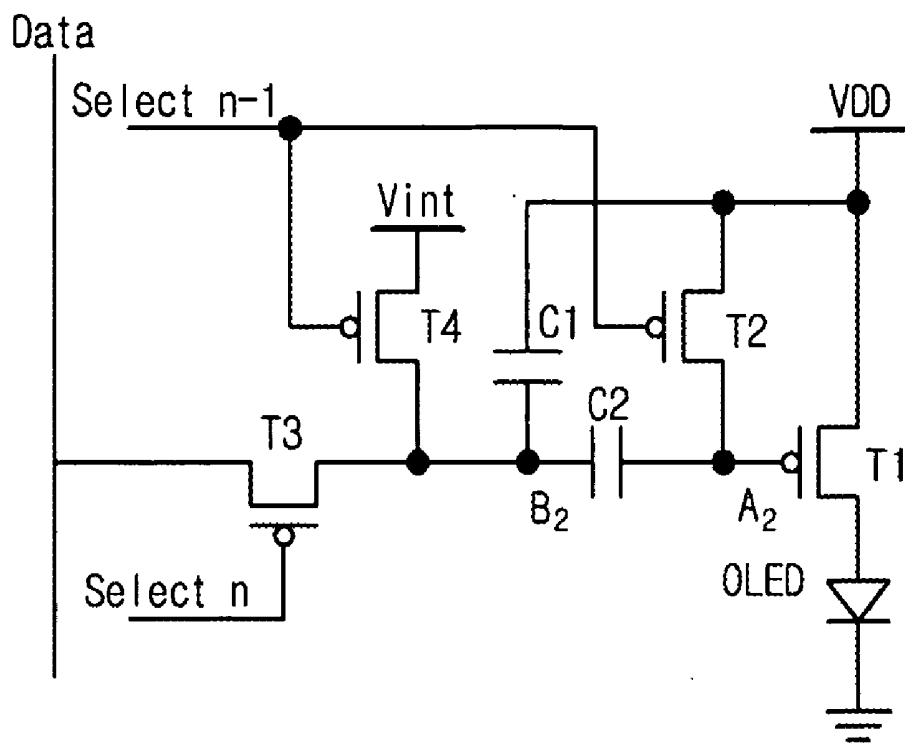 Data
Select n-1
VDD
Vint
T4
C1
T2
C2
T3
T1
B2
A2
OLED
Select n